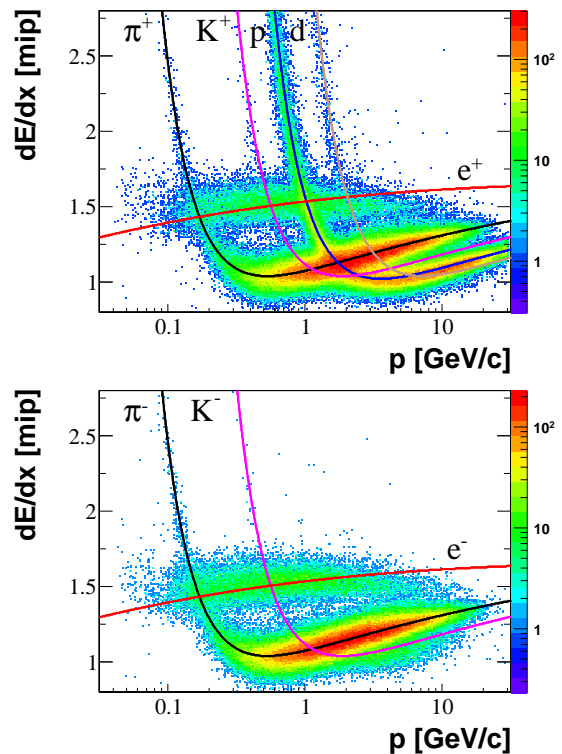 dE/dx [mip]
π⁺ K⁺ p d
e⁺
2.5
2
1.5
1
0.1 1 10
p [GeV/c]
10²
10
1
dE/dx [mip]
π⁻ K⁻
e⁻
2.5
2
1.5
1
0.1 1 10
p [GeV/c]
10²
10
1